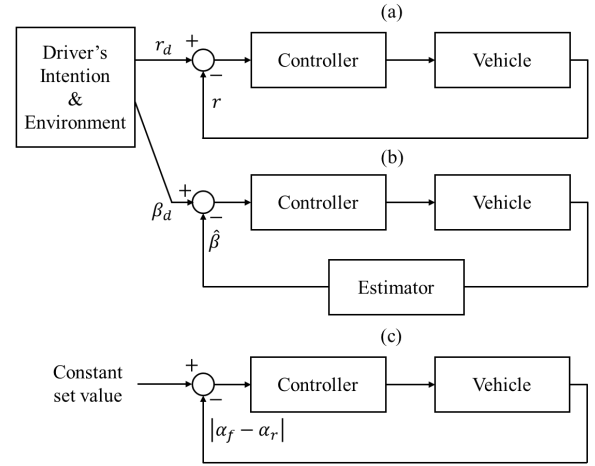 (a)
Driver's
Intention
&
Environment
r_d
+
−
r
Controller
Vehicle
(b)
β_d
+
−
β̂
Controller
Vehicle
Estimator
(c)
Constant
set value
+
−
|α_f − α_r|
Controller
Vehicle